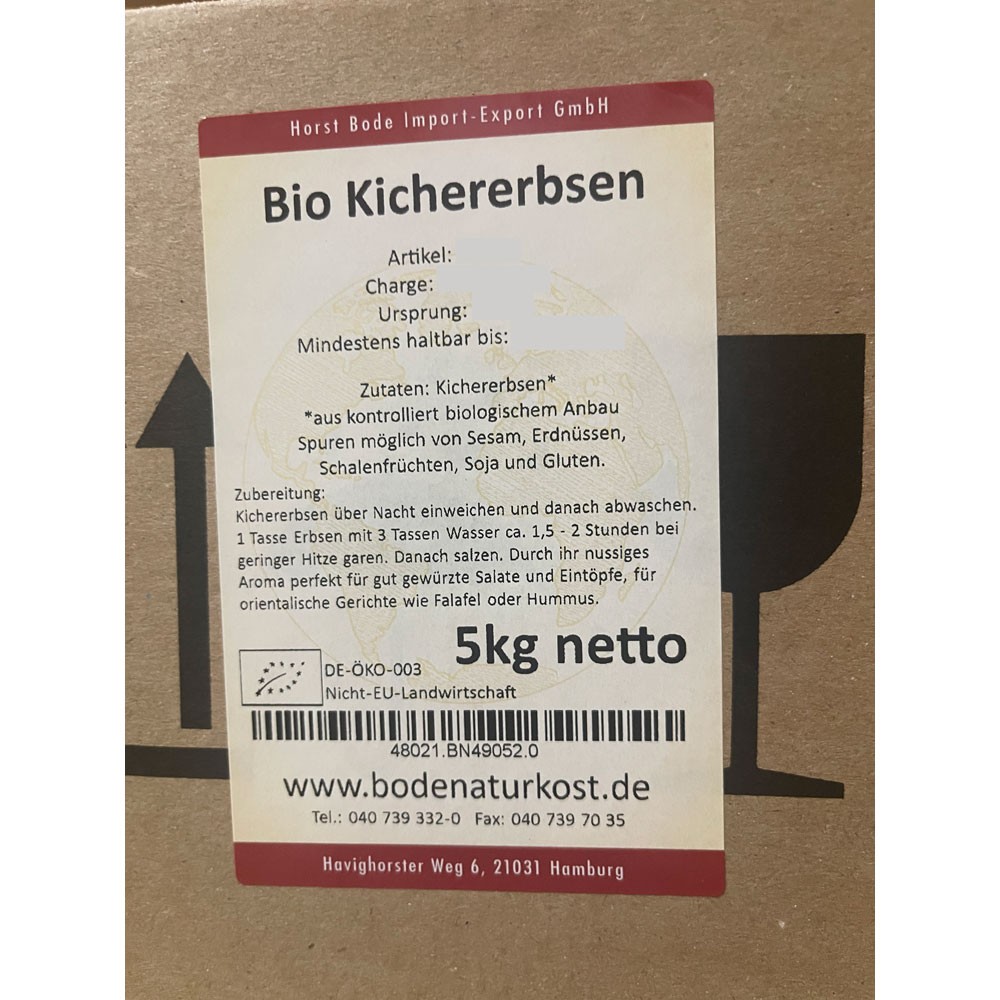 Horst Bode Import-Export GmbH
Bio Kichererbsen
Artikel:
Charge:
Ursprung:
Mindestens haltbar bis:
Zutaten: Kichererbsen*
*aus kontrolliert biologischem Anbau
Spuren möglich von Sesam, Erdnüssen,
Schalenfrüchten, Soja und Gluten.
Zubereitung:
Kichererbsen über Nacht einweichen und danach abwaschen.
1 Tasse Erbsen mit 3 Tassen Wasser ca. 1,5 - 2 Stunden bei
geringer Hitze garen. Danach salzen. Durch ihr nussiges
Aroma perfekt für gut gewürzte Salate und Eintöpfe, für
orientalische Gerichte wie Falafel oder Hummus.
5kg netto
DE-ÖKO-003
Nicht-EU-Landwirtschaft
48021.BN49052.0
www.bodenaturkost.de
Tel.: 040 739 332-0 Fax: 040 739 70 35
Havighorster Weg 6, 21031 Hamburg